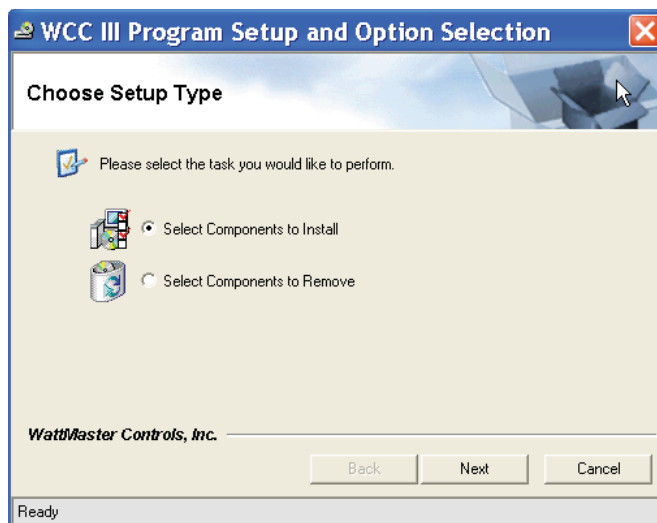 WCC III Program Setup and Option Selection
Choose Setup Type
Please select the task you would like to perform.
Select Components to Install
Select Components to Remove
WattMaster Controls, Inc.
Back Next Cancel
Ready